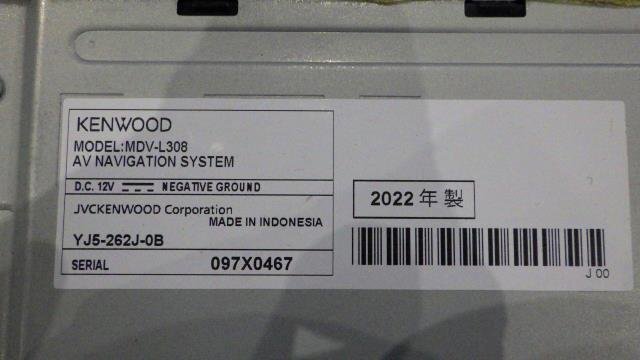 KENWOOD
MODEL:MDV-L308
AV NAVIGATION SYSTEM
D.C. 12V NEGATIVE GROUND
JVCKENWOOD Corporation
MADE IN INDONESIA
YJ5-262J-0B
SERIAL 097X0467
2022 年 製
J 00